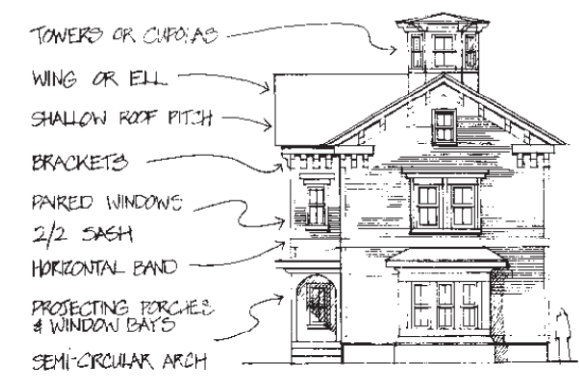 TOWERS OR CUPOLAS
WING OR ELL
SHALLOW ROOF PITCH
BRACKETS
PAIRED WINDOWS
2/2 SASH
HORIZONTAL BAND
PROJECTING PORCHES
& WINDOW BAYS
SEMI-CIRCULAR ARCH